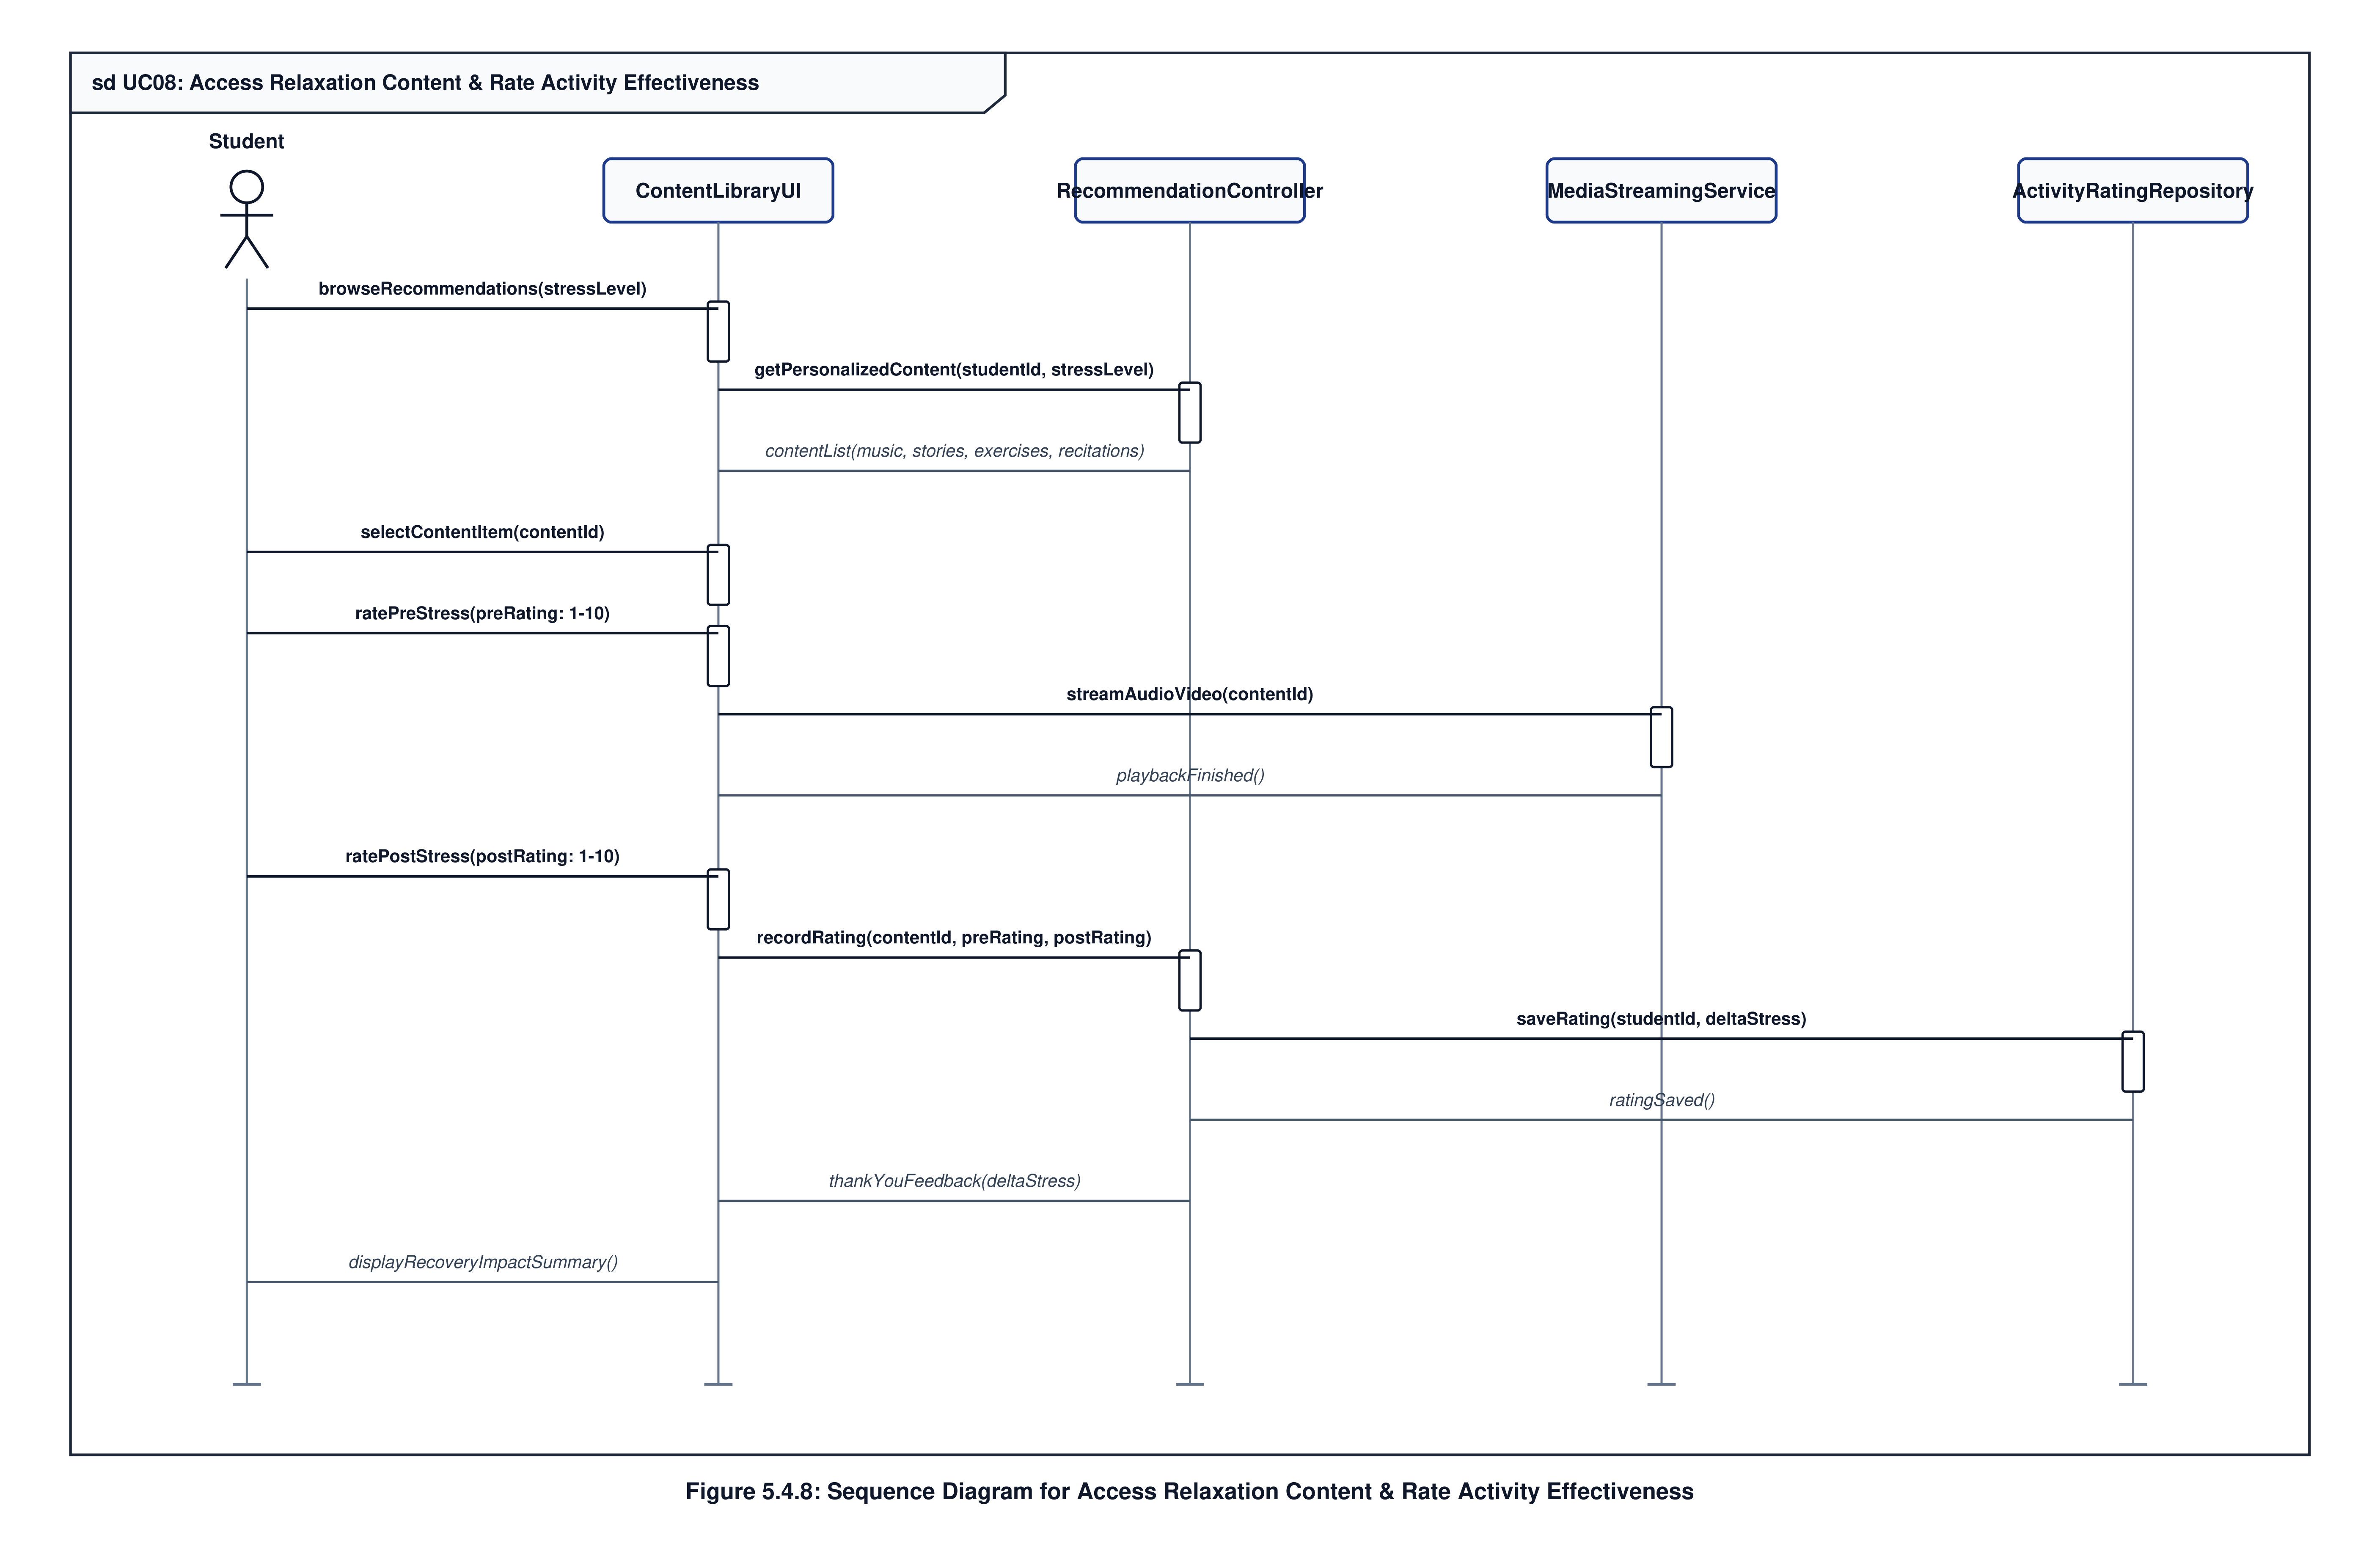 sd UC08: Access Relaxation Content & Rate Activity Effectiveness
Student
ContentLibraryUI
RecommendationController
MediaStreamingService
ActivityRatingRepository
browseRecommendations(stressLevel)
getPersonalizedContent(studentId, stressLevel)
contentList(music, stories, exercises, recitations)
selectContentItem(contentId)
ratePreStress(preRating: 1-10)
streamAudioVideo(contentId)
playbackFinished()
ratePostStress(postRating: 1-10)
recordRating(contentId, preRating, postRating)
saveRating(studentId, deltaStress)
ratingSaved()
thankYouFeedback(deltaStress)
displayRecoveryImpactSummary()
Figure 5.4.8: Sequence Diagram for Access Relaxation Content & Rate Activity Effectiveness